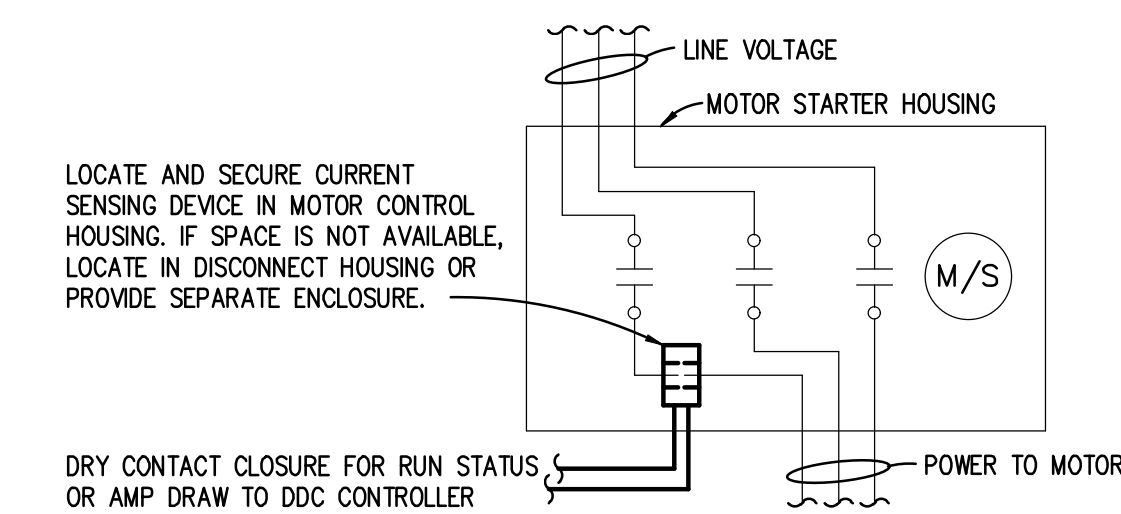 LINE VOLTAGE
MOTOR STARTER HOUSING
LOCATE AND SECURE CURRENT
SENSING DEVICE IN MOTOR CONTROL
HOUSING. IF SPACE IS NOT AVAILABLE,
LOCATE IN DISCONNECT HOUSING OR
PROVIDE SEPARATE ENCLOSURE.
M/S
DRY CONTACT CLOSURE FOR RUN STATUS
OR AMP DRAW TO DDC CONTROLLER
POWER TO MOTOR